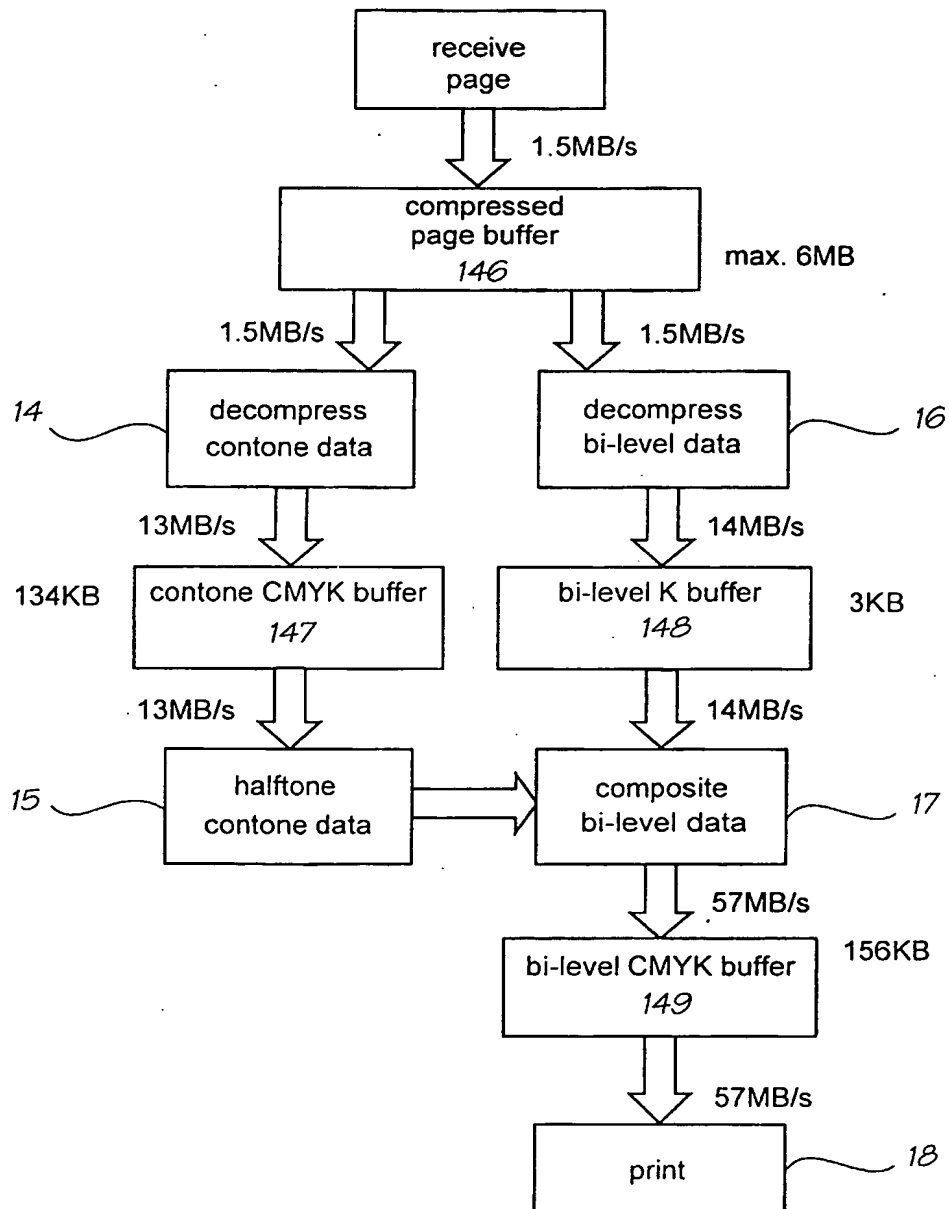 receive
page
1.5MB/s
compressed
page buffer
146
max. 6MB
1.5MB/s
1.5MB/s
14
decompress
contone data
decompress
bi-level data
16
13MB/s
14MB/s
134KB
contone CMYK buffer
147
bi-level K buffer
148
3KB
13MB/s
14MB/s
15
halftone
contone data
composite
bi-level data
17
57MB/s
bi-level CMYK buffer
149
156KB
57MB/s
print
18